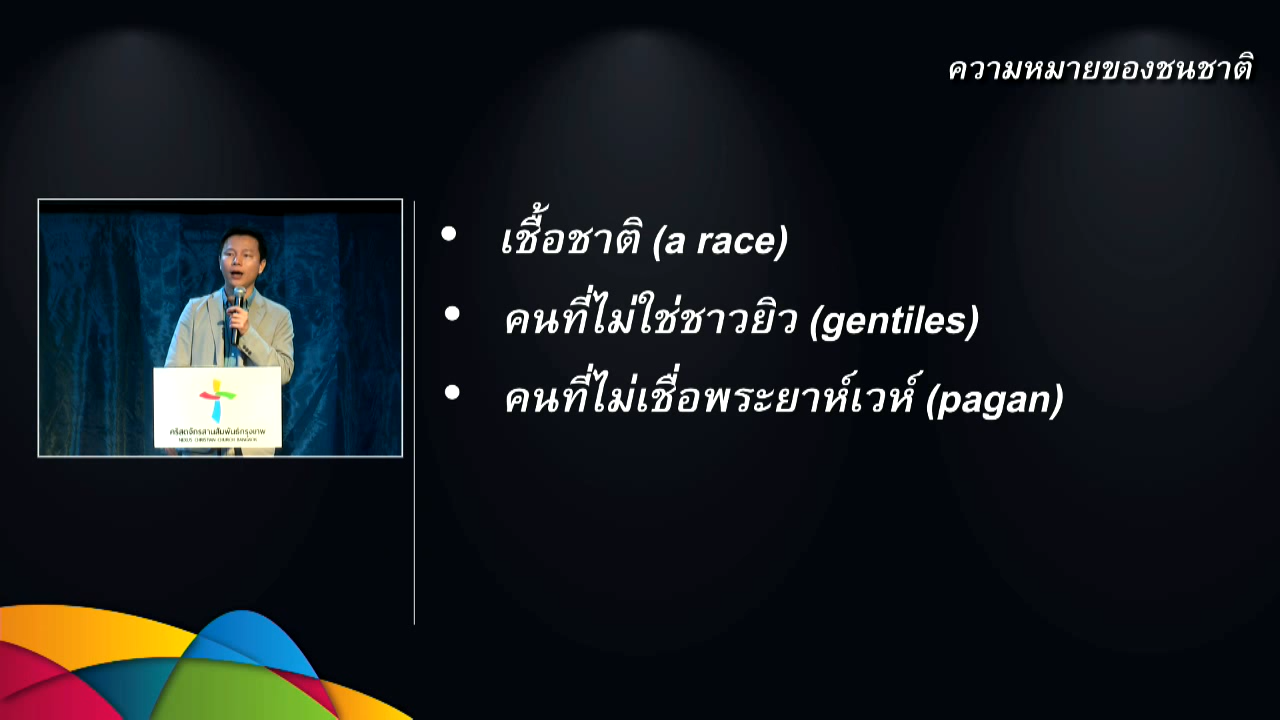 ความหมายของชนชาติ
• เชื้อชาติ (a race)
• คนที่ไม่ใช่ชาวยิว (gentiles)
• คนที่ไม่เชื่อพระยาห์เวห์ (pagan)
คริสตจักรสานสัมพันธ์กรุงเทพ
CHRISTIAN CHURCH BANGKOK